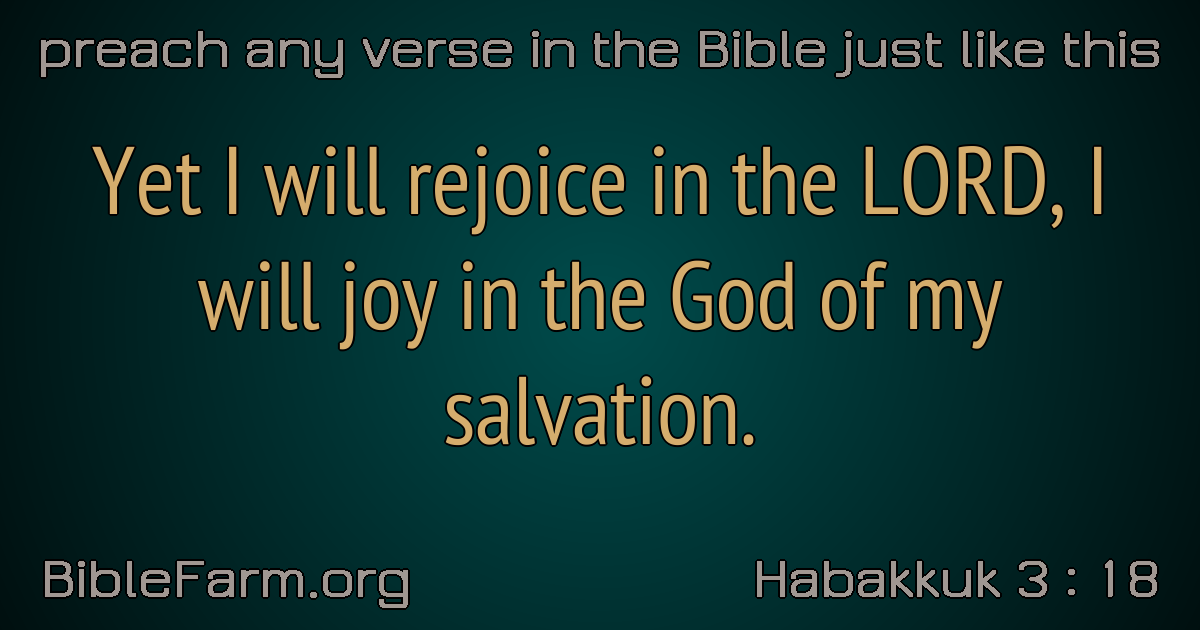 preach any verse in the Bible just like this
Yet I will rejoice in the LORD, I
will joy in the God of my
salvation.
BibleFarm.org
Habakkuk 3 : 18